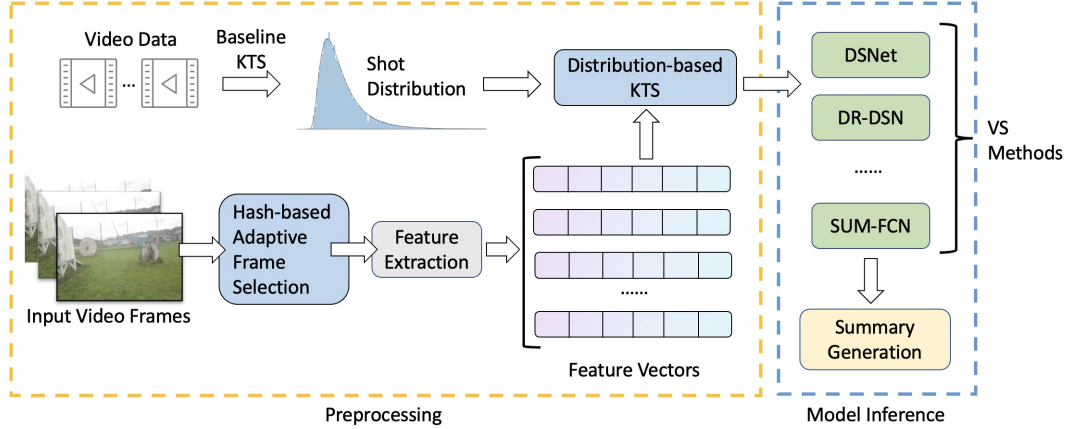 Video Data
...
Baseline
KTS
Shot
Distribution
Distribution-based
KTS
Input Video Frames
Hash-based
Adaptive
Frame
Selection
Feature
Extraction
......
Feature Vectors
Preprocessing
DSNet
DR-DSN
......
SUM-FCN
VS
Methods
Summary
Generation
Model Inference